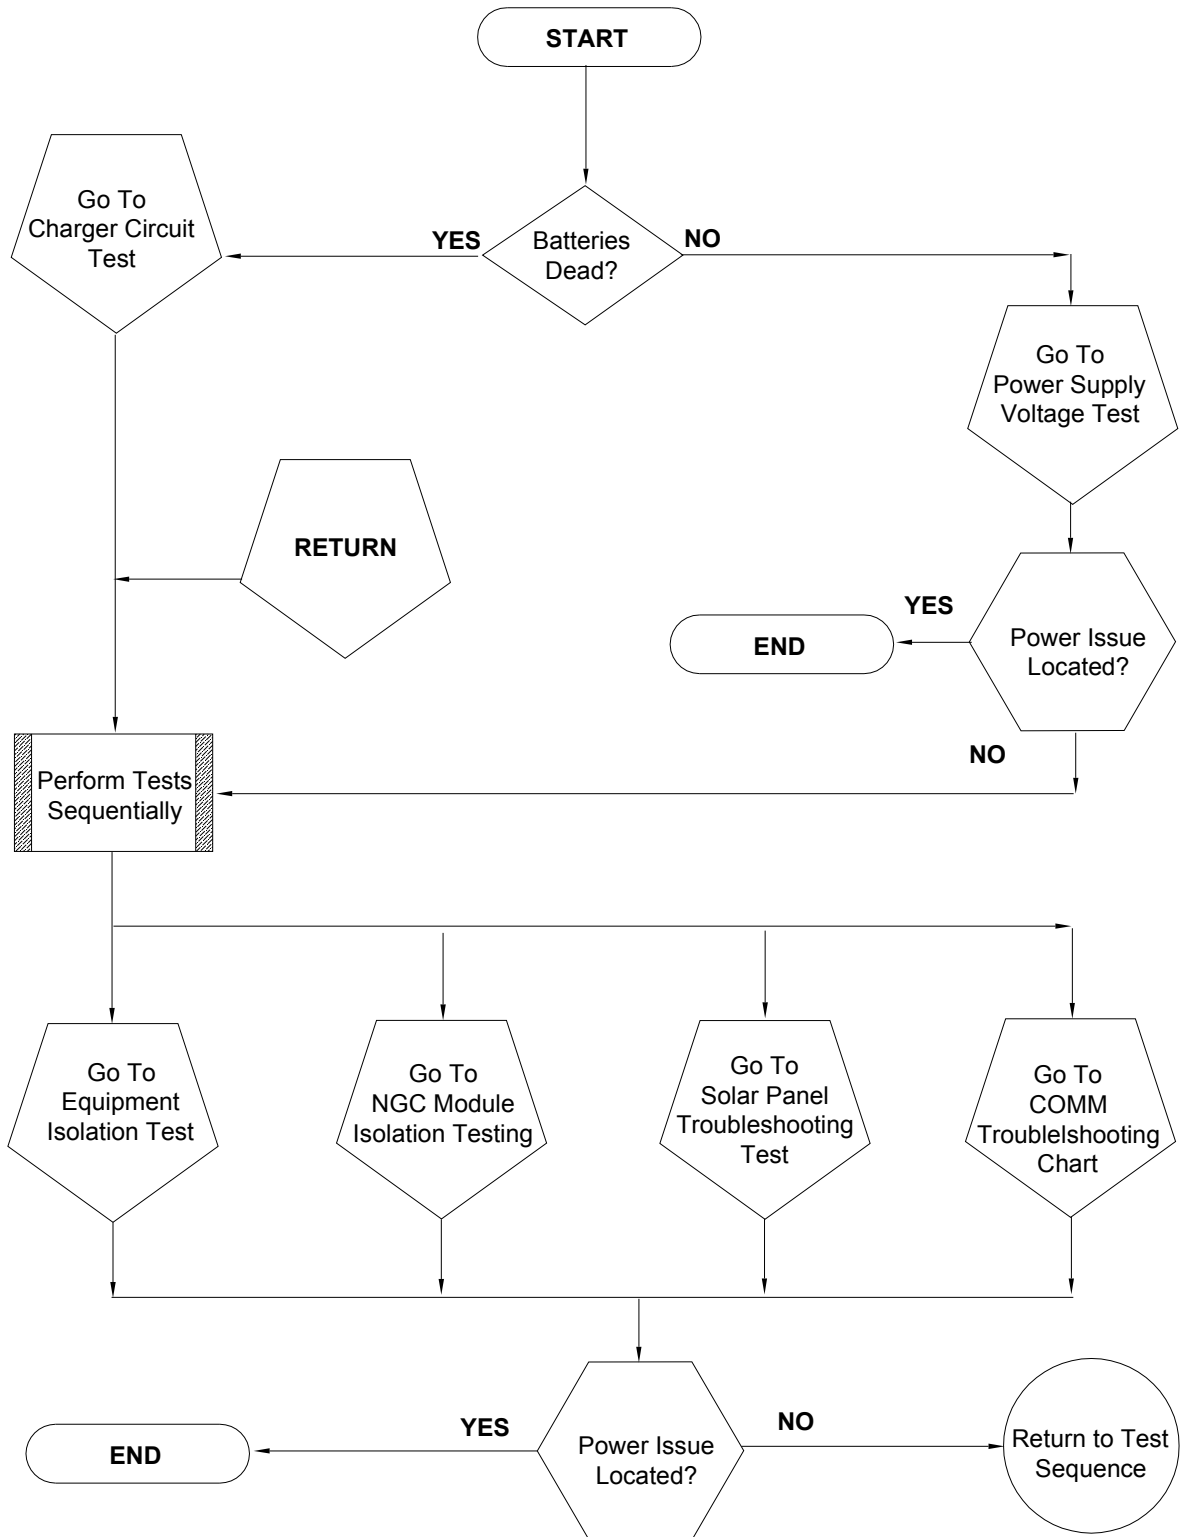 START
Go To
Charger Circuit
Test
YES
Batteries
Dead?
NO
Go To
Power Supply
Voltage Test
RETURN
YES
END
Power Issue
Located?
NO
Perform Tests
Sequentially
Go To
Equipment
Isolation Test
Go To
NGC Module
Isolation Testing
Go To
Solar Panel
Troubleshooting
Test
Go To
COMM
Troublelshooting
Chart
END
YES
Power Issue
Located?
NO
Return to Test
Sequence